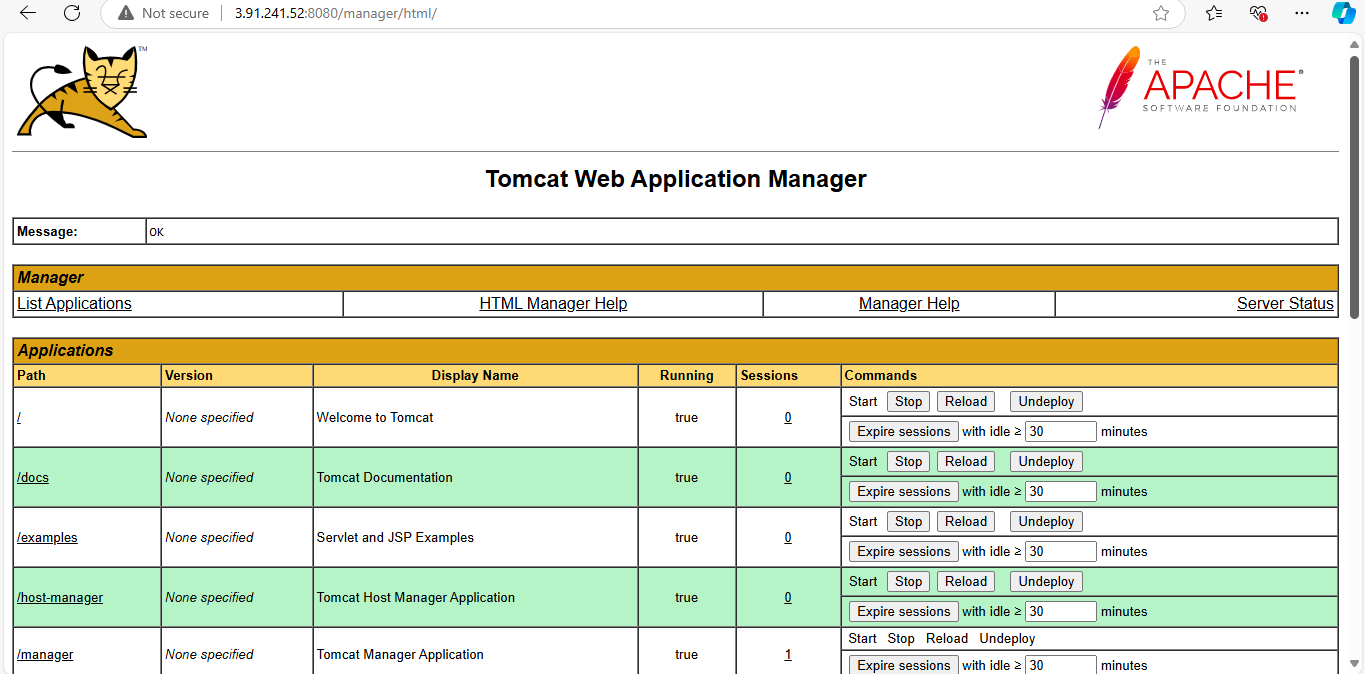 Not secure 3.91.241.52:8080/manager/html/
TM
THE
APACHE®
SOFTWARE FOUNDATION
Tomcat Web Application Manager
Message: OK
Manager
List Applications HTML Manager Help Manager Help Server Status
Applications
Path Version Display Name Running Sessions Commands
/ None specified Welcome to Tomcat true 0 Start Stop Reload Undeploy
Expire sessions with idle ≥ 30 minutes
/docs None specified Tomcat Documentation true 0 Start Stop Reload Undeploy
Expire sessions with idle ≥ 30 minutes
/examples None specified Servlet and JSP Examples true 0 Start Stop Reload Undeploy
Expire sessions with idle ≥ 30 minutes
/host-manager None specified Tomcat Host Manager Application true 0 Start Stop Reload Undeploy
Expire sessions with idle ≥ 30 minutes
/manager None specified Tomcat Manager Application true 1 Start Stop Reload Undeploy
Expire sessions with idle ≥ 30 minutes